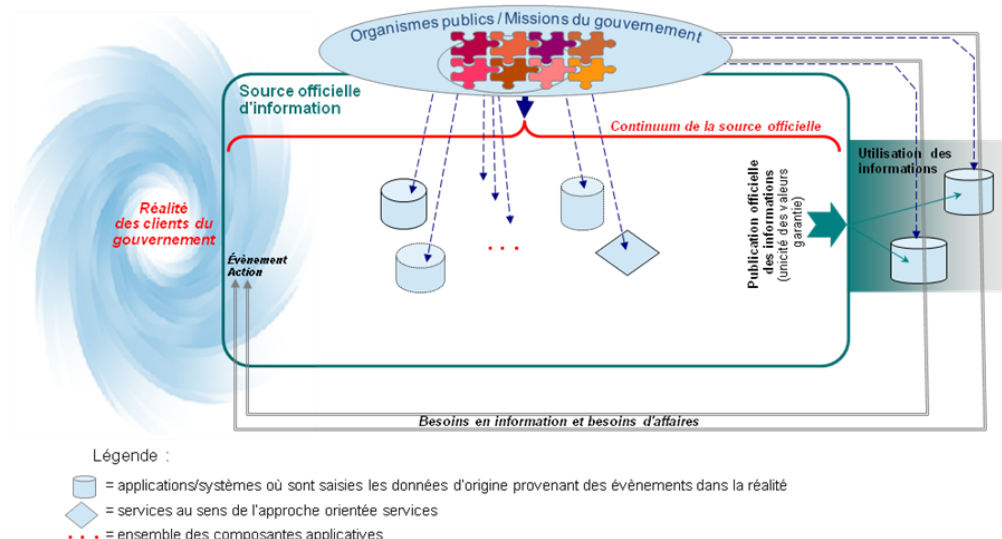 Organismes publics / Missions du gouvernement
Source officielle
d'information
Continuum de la source officielle
Utilisation des
informations
Réalité
des clients du
gouvernement
Évènement
Action
Publication officielle
des informations
(unicité des valeurs
garantie)
Besoins en information et besoins d'affaires
Légende :
= applications/systèmes où sont saisies les données d'origine provenant des évènements dans la réalité
= services au sens de l'approche orientée services
. . . = ensemble des composantes applicatives